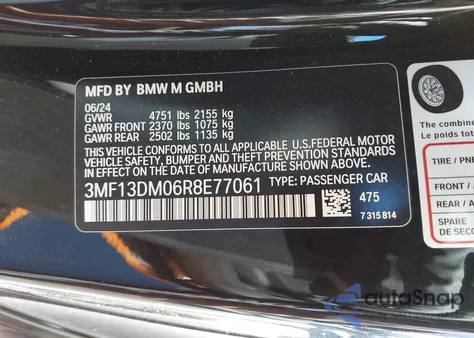 MFD BY BMW M GMBH
06/24
GVWR 4751 lbs 2155 kg
GAWR FRONT 2370 lbs 1075 kg
GAWR REAR 2502 lbs 1135 kg
THIS VEHICLE CONFORMS TO ALL APPLICABLE U.S.FEDERAL MOTOR
VEHICLE SAFETY, BUMPER AND THEFT PREVENTION STANDARDS
IN EFFECT ON THE DATE OF MANUFACTURE SHOWN ABOVE.
3MF13DM06R8E77061 TYPE: PASSENGER CAR
475
7 315 814
The combine
Le poids tot
TIRE / PN
FRONT /
REAR /
SPARE /
SECO
DE
autoSnap